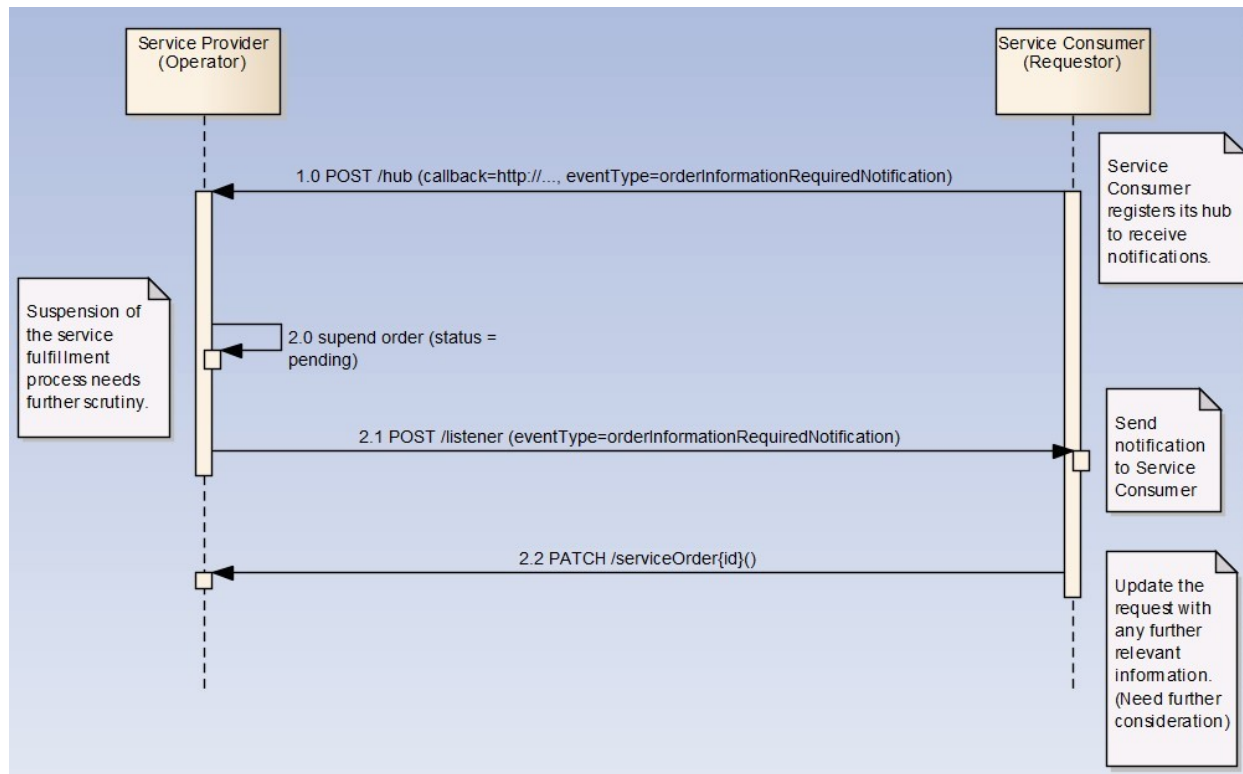 Service Provider
(Operator)
Service Consumer
(Requestor)
1.0 POST /hub (callback=http://..., eventType=orderInformationRequiredNotification)
Service
Consumer
registers its hub
to receive
notifications.
Suspension of
the service
fulfillment
process needs
further scrutiny.
2.0 supend order (status =
pending)
2.1 POST /listener (eventType=orderInformationRequiredNotification)
Send
notification
to Service
Consumer
2.2 PATCH /serviceOrder{id}()
Update the
request with
any further
relevant
information.
(Need further
consideration)